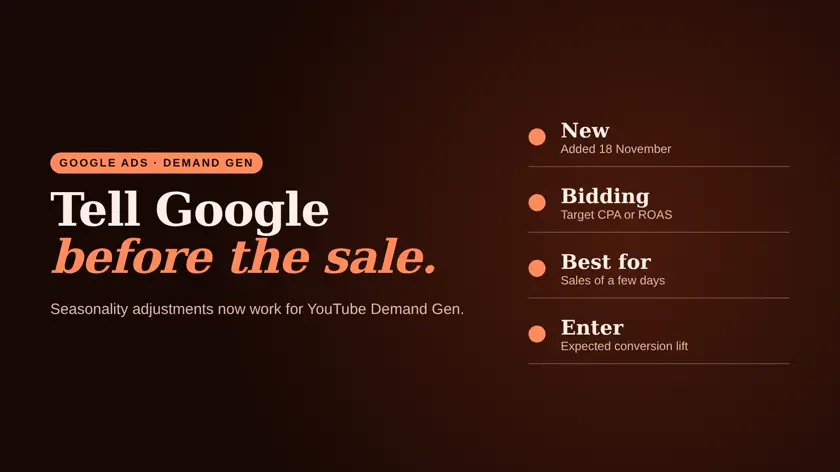 GOOGLE ADS · DEMAND GEN
Tell Google
before the sale.
Seasonality adjustments now work for YouTube Demand Gen.
New
Added 18 November
Bidding
Target CPA or ROAS
Best for
Sales of a few days
Enter
Expected conversion lift